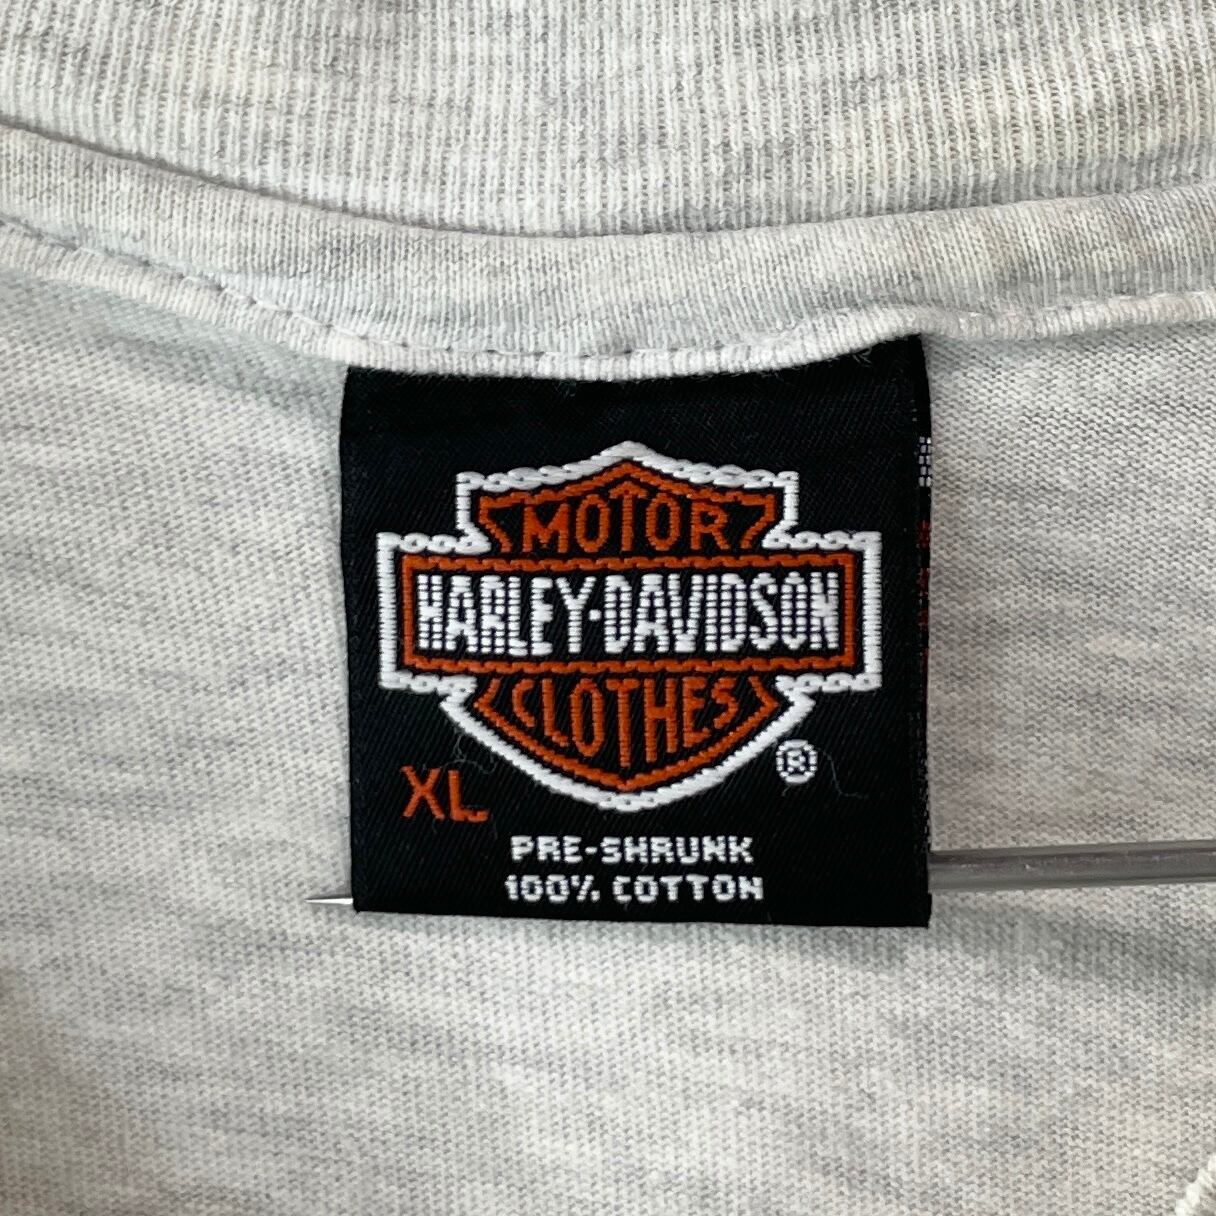 MOTOR
HARLEY-DAVIDSON
CLOTHES
®
XL
PRE-SHRUNK
100% COTTON